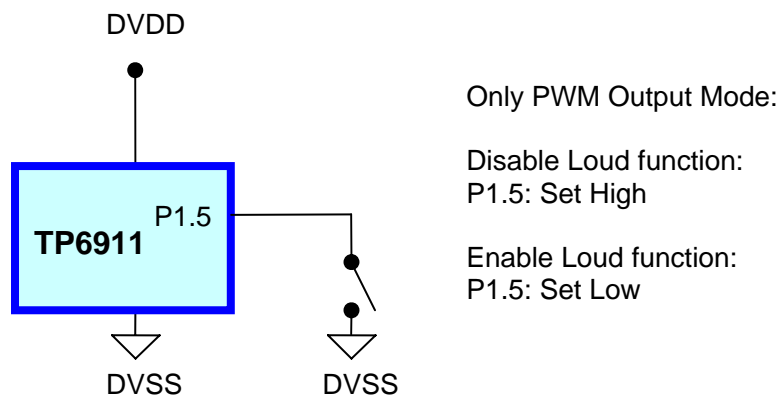 DVDD
P1.5
TP6911
DVSS
DVSS
Only PWM Output Mode:
Disable Loud function:
P1.5: Set High
Enable Loud function:
P1.5: Set Low